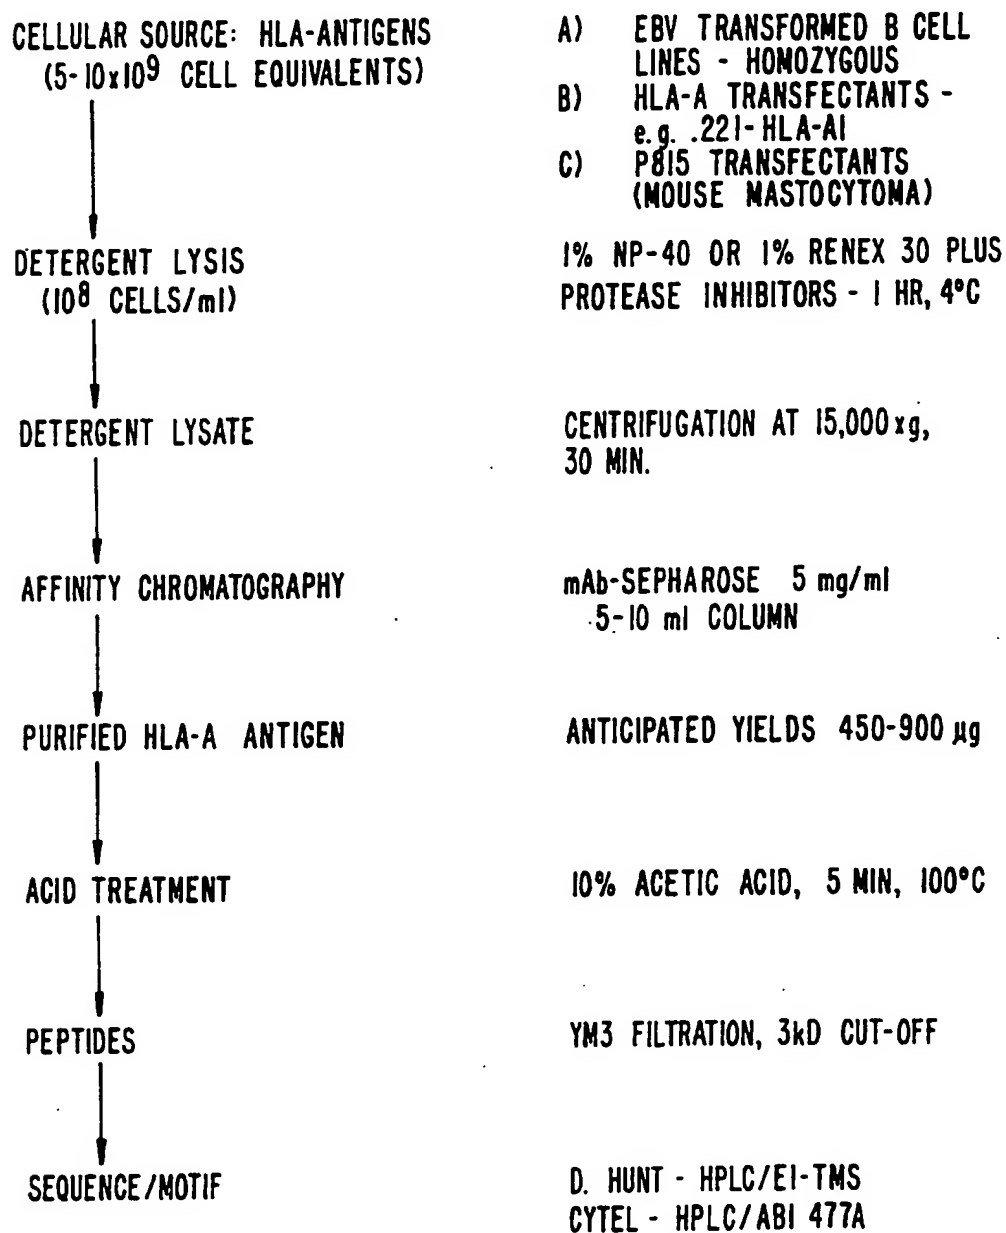 CELLULAR SOURCE: HLA-ANTIGENS
(5-10x10⁹ CELL EQUIVALENTS)
A) EBV TRANSFORMED B CELL
LINES - HOMOZYGOUS
B) HLA-A TRANSFECTANTS -
e.g. .221-HLA-A1
C) P815 TRANSFECTANTS
(MOUSE MASTOCYTOMA)
DETERGENT LYSIS
(10⁸ CELLS/ml)
1% NP-40 OR 1% RENEX 30 PLUS
PROTEASE INHIBITORS - 1 HR, 4°C
DETERGENT LYSATE
CENTRIFUGATION AT 15,000xg,
30 MIN.
AFFINITY CHROMATOGRAPHY
mAb-SEPHAROSE 5 mg/ml
5-10 ml COLUMN
PURIFIED HLA-A ANTIGEN
ANTICIPATED YIELDS 450-900 µg
ACID TREATMENT
10% ACETIC ACID, 5 MIN, 100°C
PEPTIDES
YM3 FILTRATION, 3kD CUT-OFF
SEQUENCE/MOTIF
D. HUNT - HPLC/EI-TMS
CYTEL - HPLC/ABI 477A